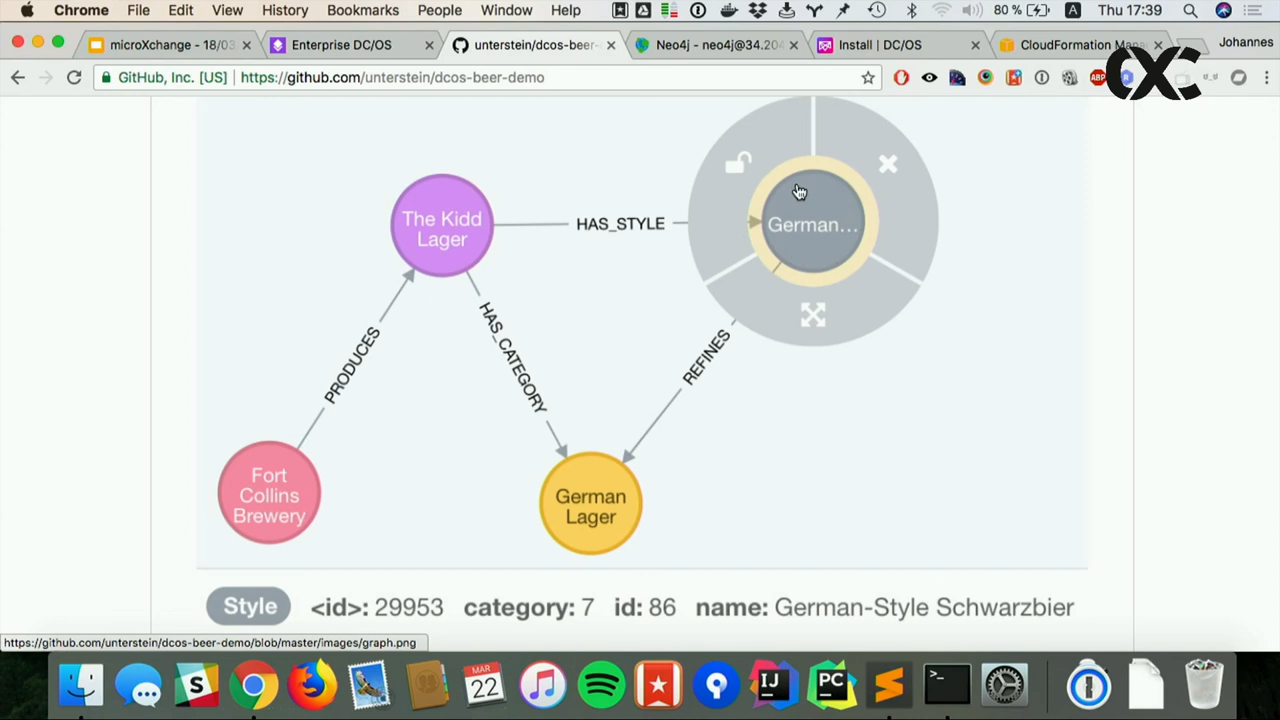 Chrome File Edit View History Bookmarks People Window Help 80 % A Thu 17:39
microXchange - 18/03 Enterprise DC/OS unterstein/dcos-beer- Neo4j - neo4j@34.204 Install | DC/OS CloudFormation Man Johannes
GitHub, Inc. [US] https://github.com/unterstein/dcos-beer-demo ABP
The Kidd
Lager
HAS_STYLE
German...
PRODUCES
HAS_CATEGORY
REFINES
Fort
Collins
Brewery
German
Lager
Style <id>: 29953 category: 7 id: 86 name: German-Style Schwarzbier
https://github.com/unterstein/dcos-beer-demo/blob/master/images/graph.png
MAR
22
IJ
PC